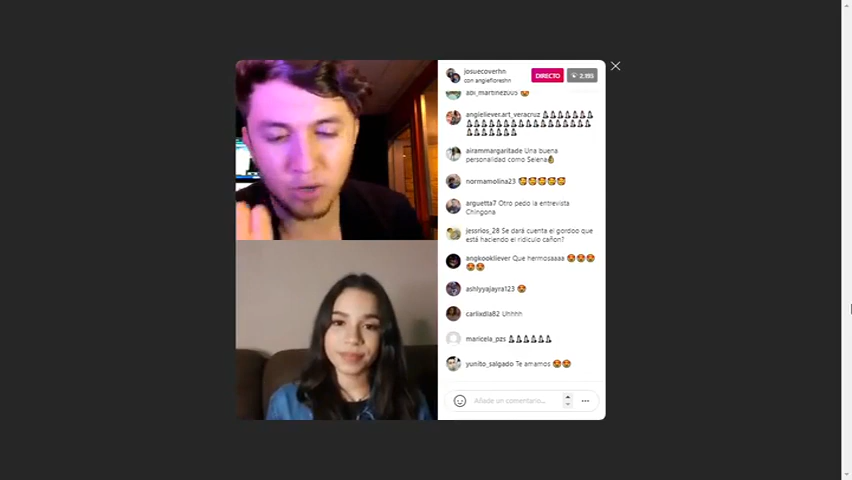 josuecoverhn
con angiefloreshn
DIRECTO
abi_martinez005
angieliever.art_veracruz
airammargaritade Una buena
personalidad como Selena
normamolina23
arguetta7 Otro pedo la entrevista
Chingona
jessrios_28 Se dará cuenta el gordoo que
está haciendo el ridículo cañon?
angkookliever Que hermosaaaa
ashlyyajayra123
carlixdla82 Uhhhh
maricela_pzs
yunito_salgado Te amamos
Añade un comentario...